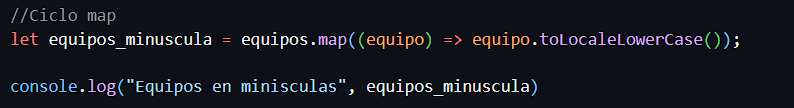 //Ciclo map
let equipos_minuscula = equipos.map((equipo) => equipo.toLocaleLowerCase());
console.log("Equipos en minisculas", equipos_minuscula)